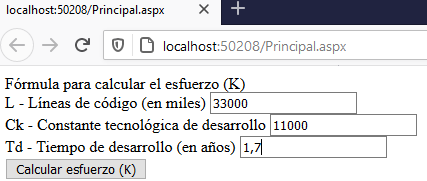 localhost:50208/Principal.aspx
localhost:50208/Principal.aspx
Fórmula para calcular el esfuerzo (K)
L - Líneas de código (en miles) 33000
Ck - Constante tecnológica de desarrollo 11000
Td - Tiempo de desarrollo (en años) 1,7
Calcular esfuerzo (K)